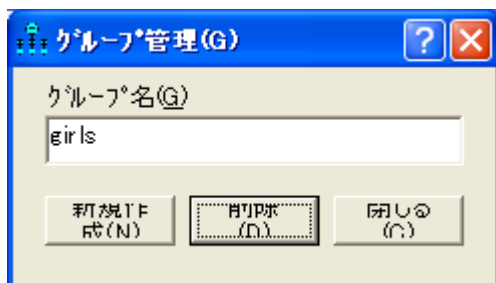 グループ管理(G)
グループ名(G)
girls
新規作
成(N)
削除
(D)
閉じる
(C)